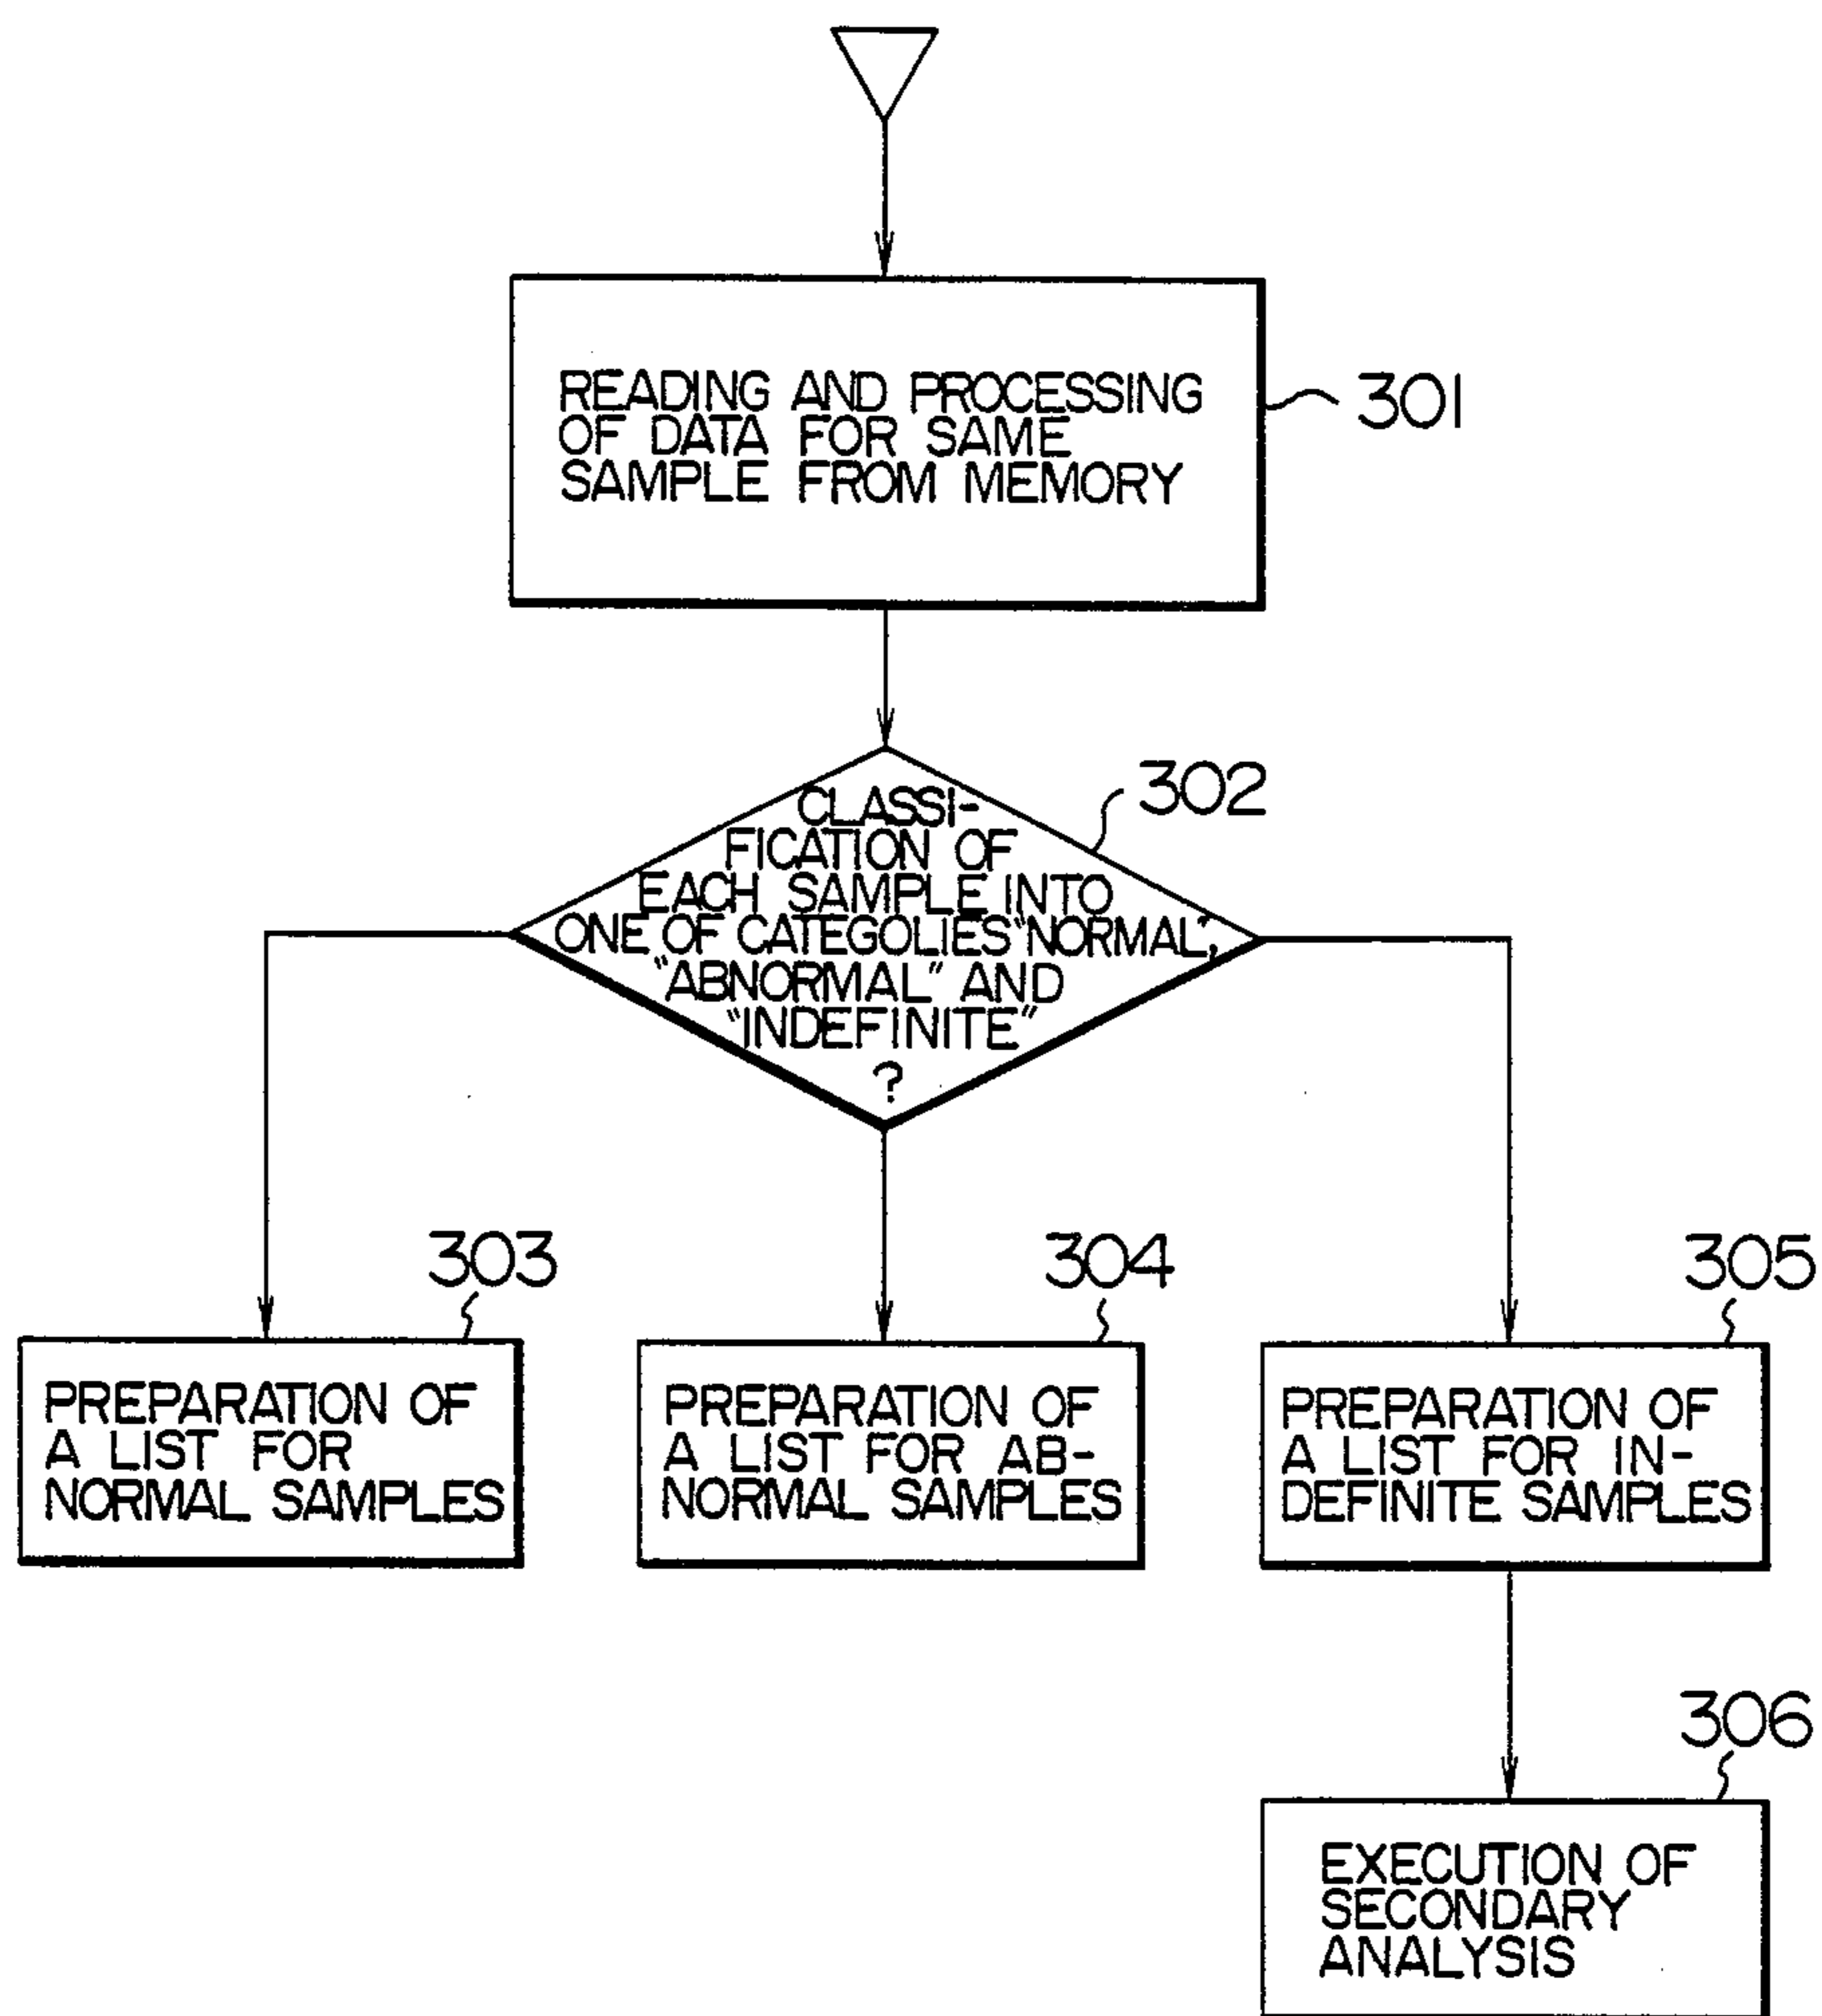 READING AND PROCESSING
OF DATA FOR SAME
SAMPLE FROM MEMORY
301
302
CLASSI-
FICATION OF
EACH SAMPLE INTO
ONE OF CATEGOLIES "NORMAL",
"ABNORMAL" AND
"INDEFINITE"
?
303
PREPARATION OF
A LIST FOR
NORMAL SAMPLES
304
PREPARATION OF
A LIST FOR AB-
NORMAL SAMPLES
305
PREPARATION OF
A LIST FOR IN-
DEFINITE SAMPLES
306
EXECUTION OF
SECONDARY
ANALYSIS